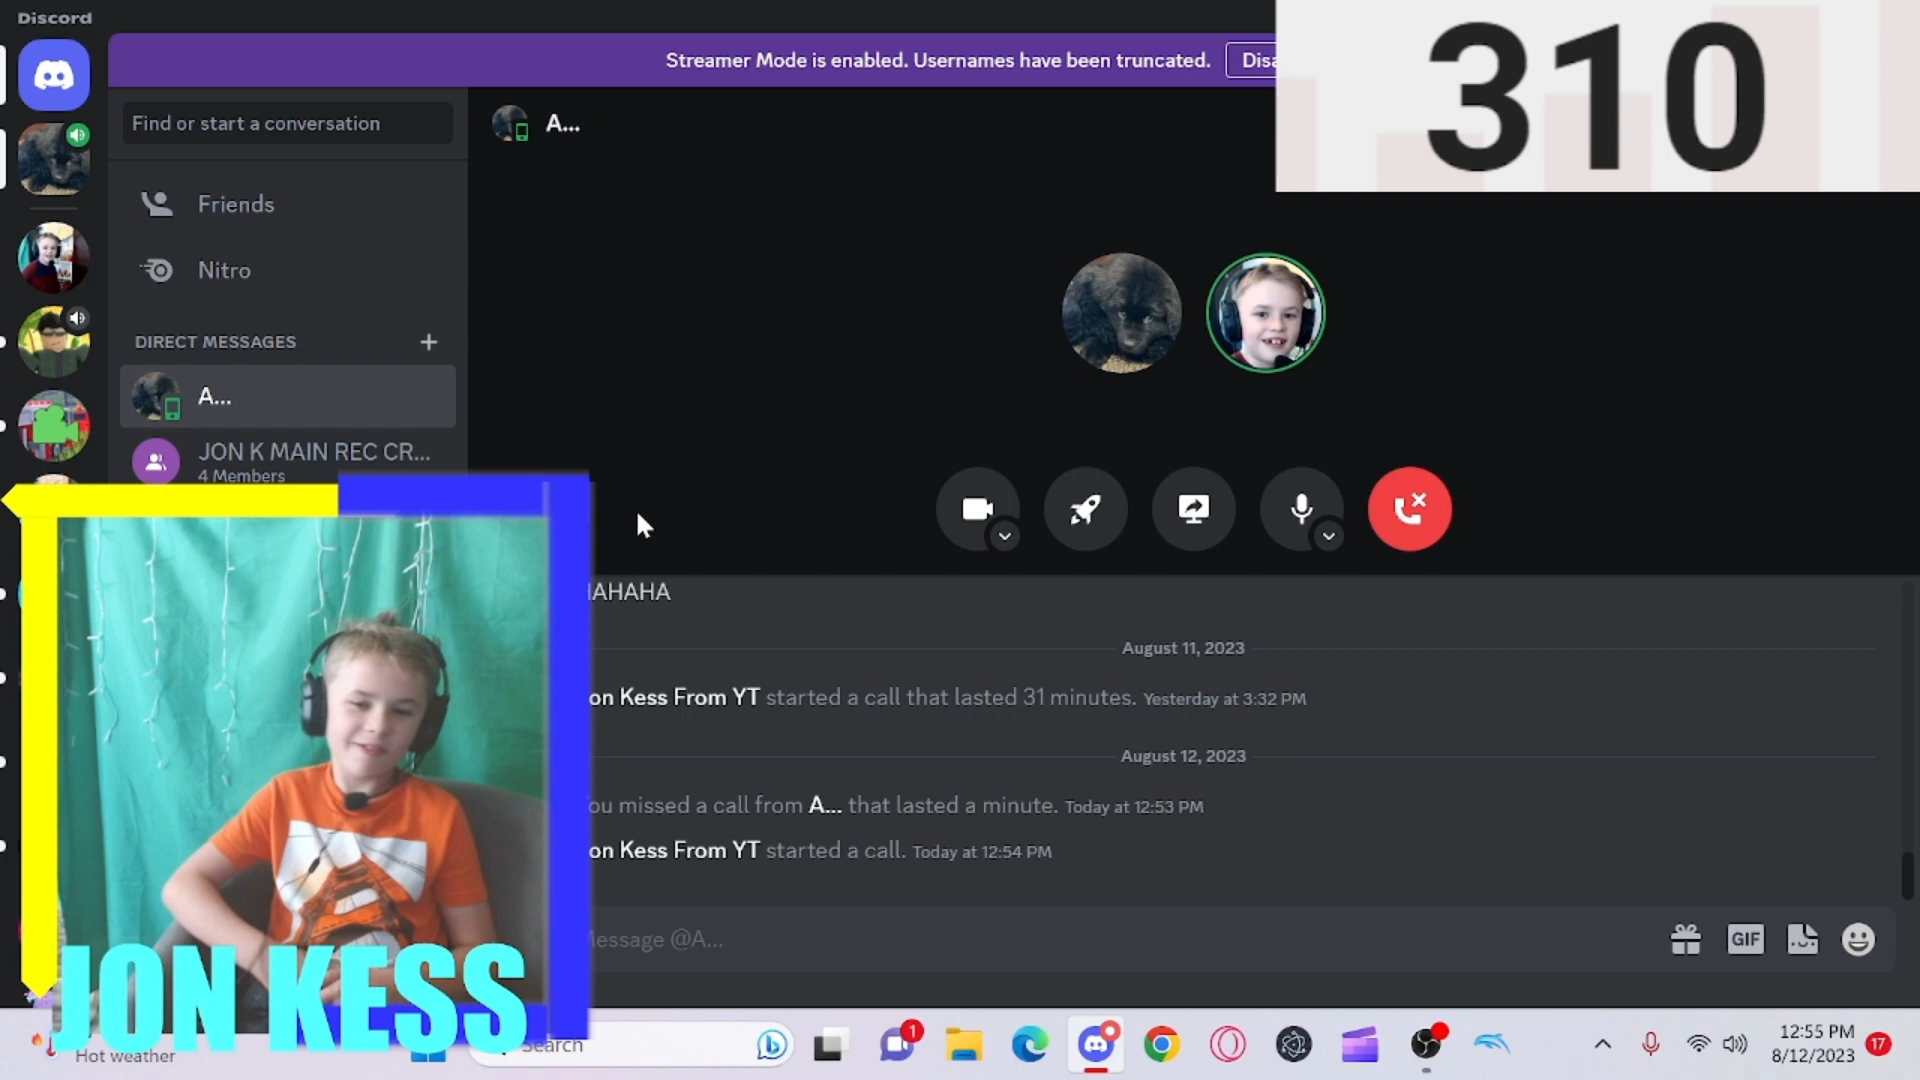 Discord
Streamer Mode is enabled. Usernames have been truncated.
310
Find or start a conversation
A...
Friends
Nitro
DIRECT MESSAGES
A...
JON K MAIN REC CR...
4 Members
AHAHA
August 11, 2023
on Kess From YT started a call that lasted 31 minutes. Yesterday at 3:32 PM
August 12, 2023
ou missed a call from A... that lasted a minute. Today at 12:53 PM
on Kess From YT started a call. Today at 12:54 PM
Message @A...
GIF
JON KESS
Hot weather
Search
1
12:55 PM
8/12/2023
17